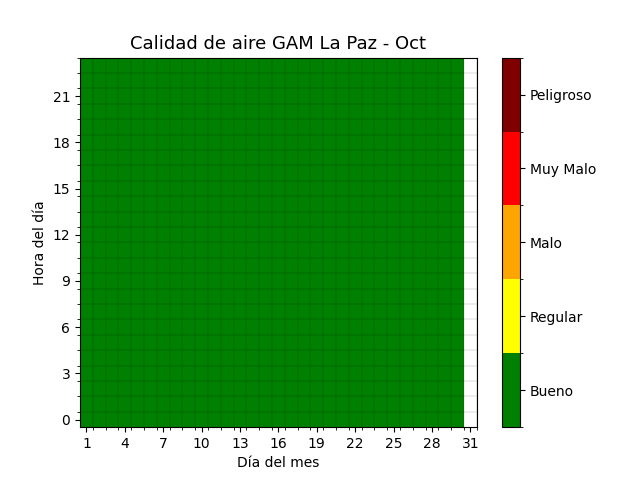 Calidad de aire GAM La Paz - Oct
Hora del día
21
18
15
12
9
6
3
0
1 4 7 10 13 16 19 22 25 28 31
Día del mes
Peligroso
Muy Malo
Malo
Regular
Bueno